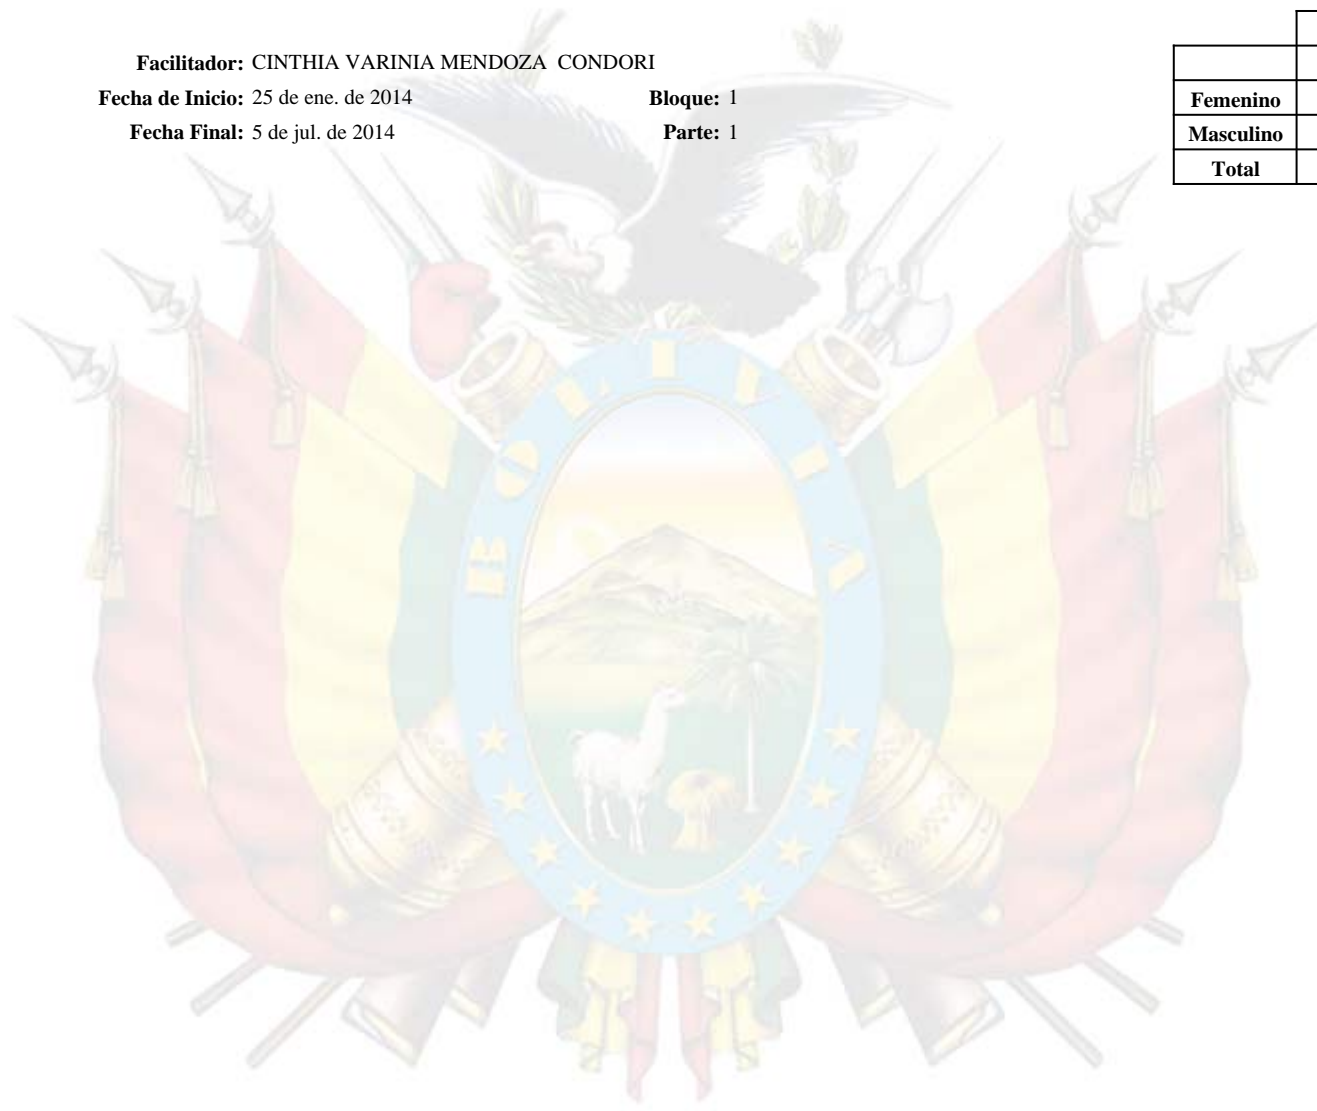 Facilitador: CINTHIA VARINIA MENDOZA CONDORI
Fecha de Inicio: 25 de ene. de 2014 Bloque: 1
Fecha Final: 5 de jul. de 2014 Parte: 1
Femenino
Masculino
Total
BOLIVIA